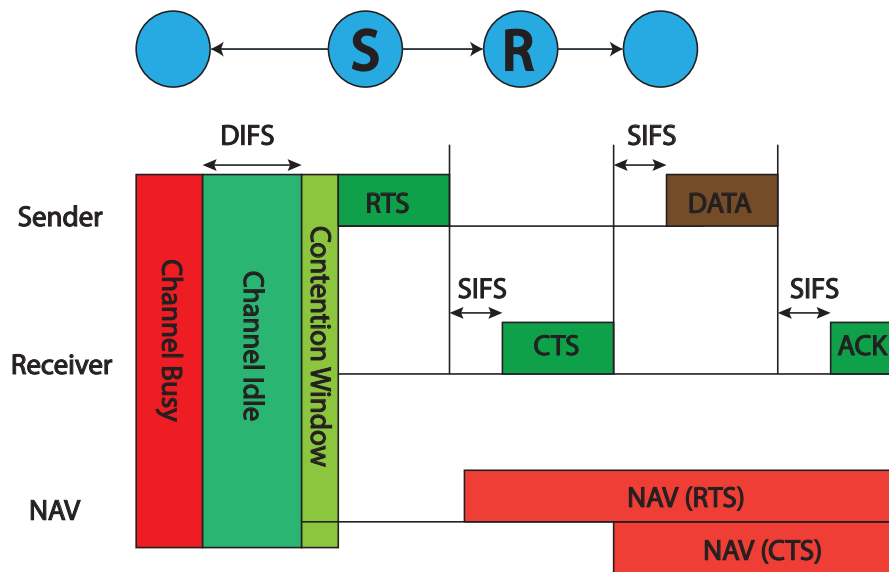 S
R
DIFS
SIFS
Sender
RTS
DATA
Channel Busy
Channel Idle
Contention Window
SIFS
SIFS
Receiver
CTS
ACK
NAV
NAV (RTS)
NAV (CTS)